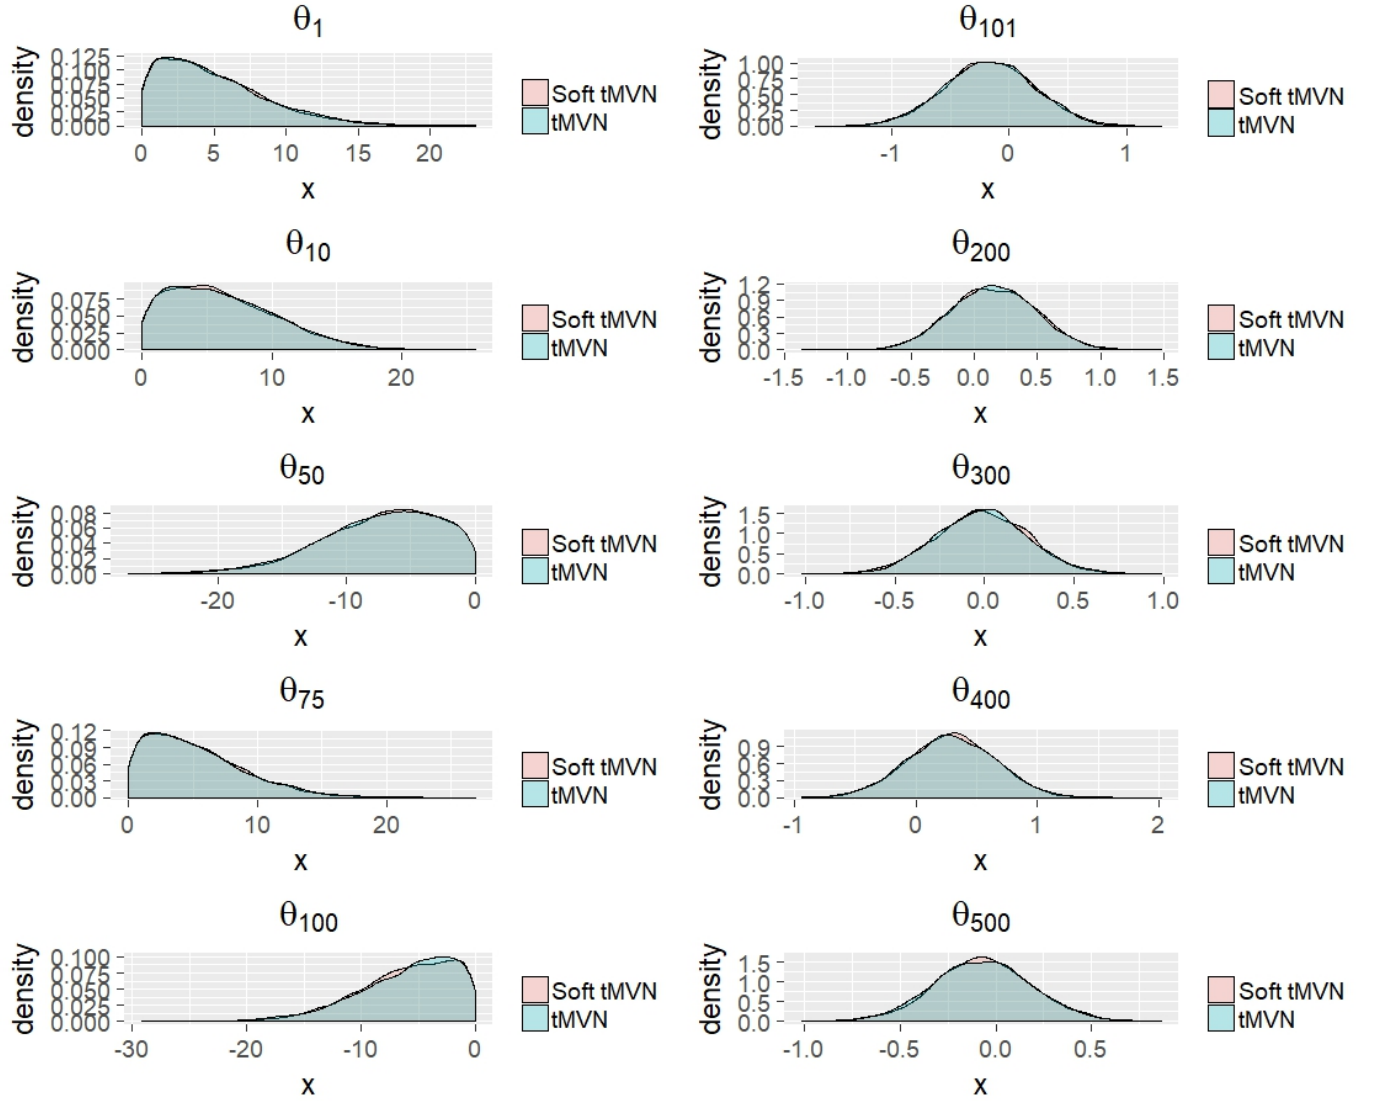 θ1
density
0.125
0.100
0.075
0.050
0.025
0.000
0 5 10 15 20
x
Soft tMVN
tMVN
θ101
density
1.00
0.75
0.50
0.25
0.00
-1 0 1
x
Soft tMVN
tMVN
θ10
density
0.075
0.050
0.025
0.000
0 10 20
x
Soft tMVN
tMVN
θ200
density
1.2
0.9
0.6
0.3
0.0
-1.5 -1.0 -0.5 0.0 0.5 1.0 1.5
x
Soft tMVN
tMVN
θ50
density
0.08
0.06
0.04
0.02
0.00
-20 -10 0
x
Soft tMVN
tMVN
θ300
density
1.5
1.0
0.5
0.0
-1.0 -0.5 0.0 0.5 1.0
x
Soft tMVN
tMVN
θ75
density
0.12
0.09
0.06
0.03
0.00
0 10 20
x
Soft tMVN
tMVN
θ400
density
0.9
0.6
0.3
0.0
-1 0 1 2
x
Soft tMVN
tMVN
θ100
density
0.100
0.075
0.050
0.025
0.000
-30 -20 -10 0
x
Soft tMVN
tMVN
θ500
density
1.5
1.0
0.5
0.0
-1.0 -0.5 0.0 0.5
x
Soft tMVN
tMVN